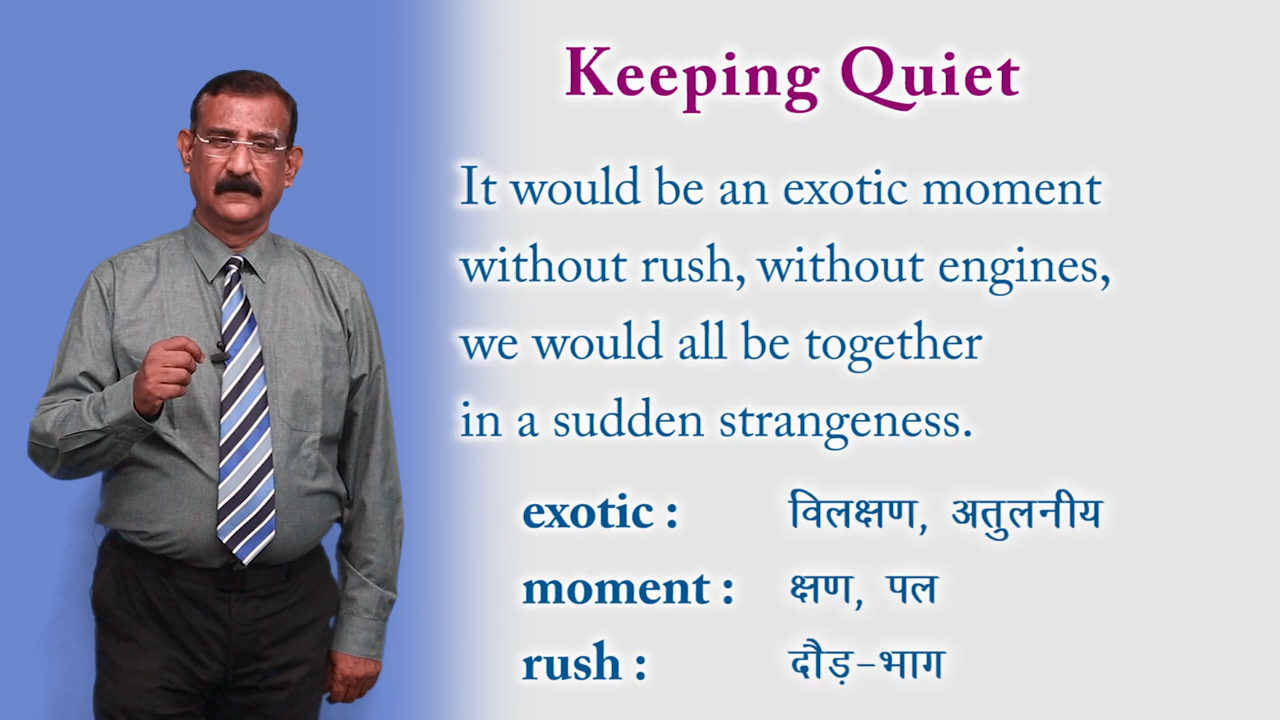 Keeping Quiet
It would be an exotic moment
without rush, without engines,
we would all be together
in a sudden strangeness.
exotic : विलक्षण, अतुलनीय
moment : क्षण, पल
rush : दौड़-भाग